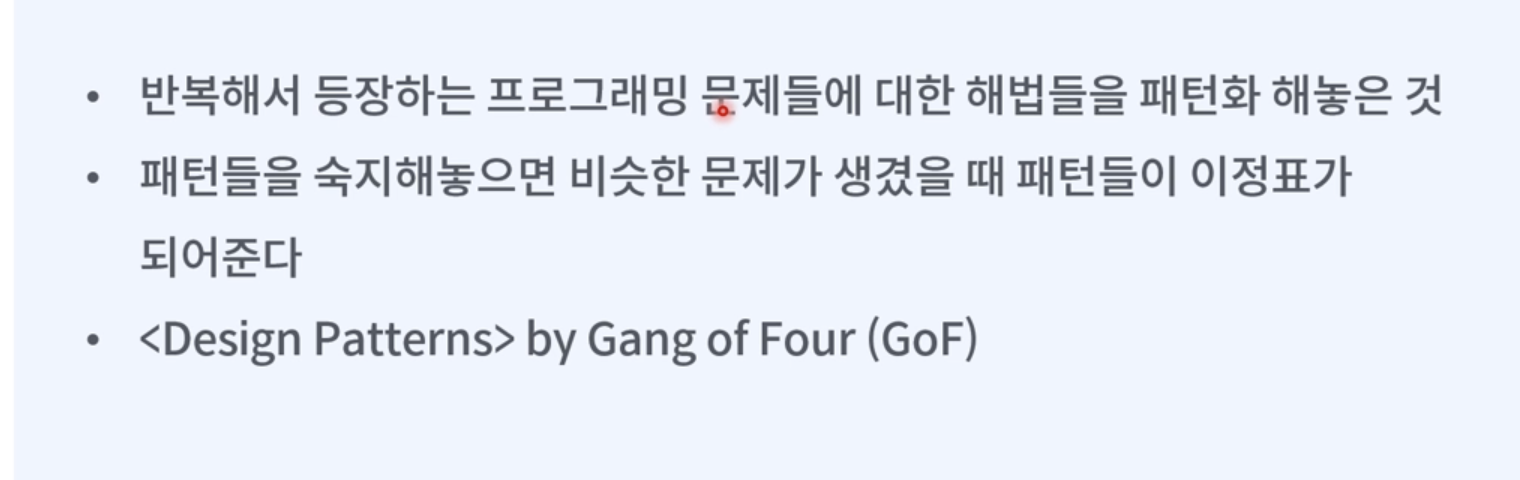 • 반복해서 등장하는 프로그래밍 문제들에 대한 해법들을 패턴화 해놓은 것
• 패턴들을 숙지해놓으면 비슷한 문제가 생겼을 때 패턴들이 이정표가
되어준다
• <Design Patterns> by Gang of Four (GoF)